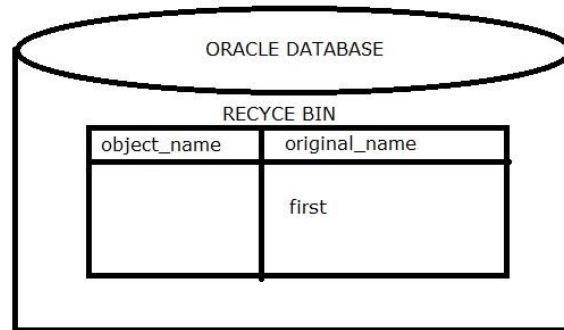 ORACLE DATABASE
RECYCE BIN
object_name original_name
first